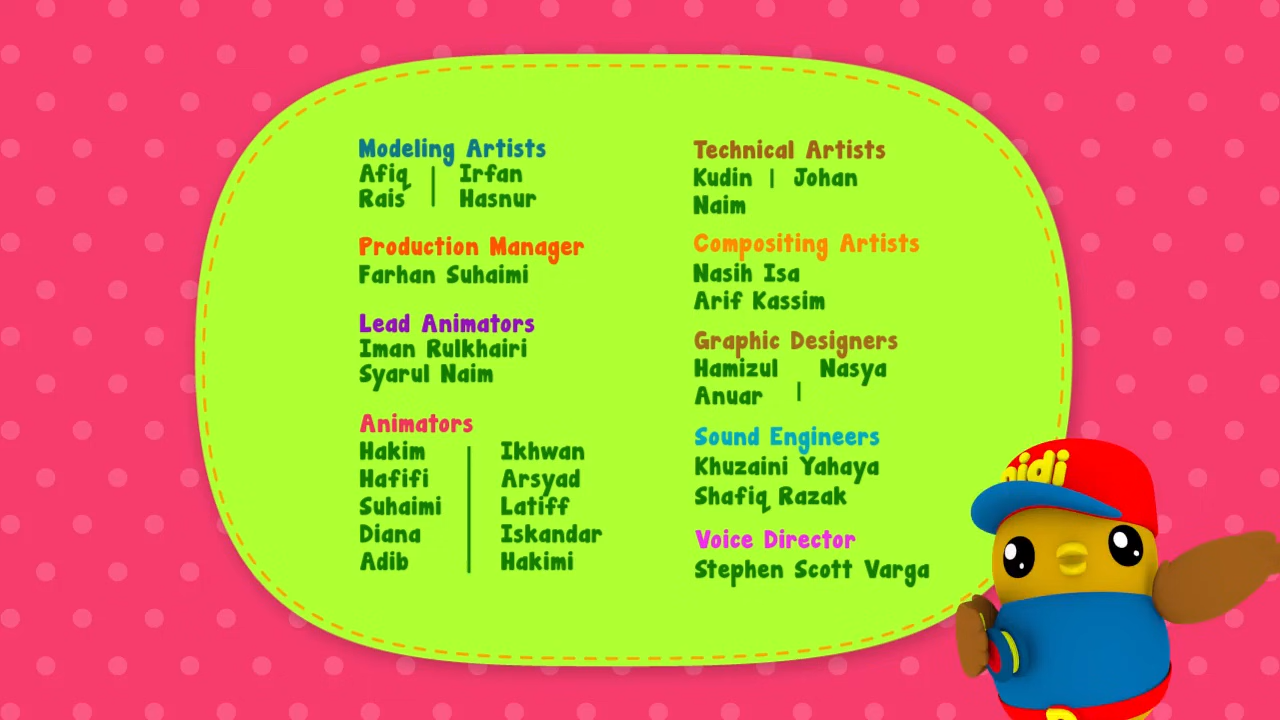 Modeling Artists
Afiq | Irfan
Rais | Hasnur
Production Manager
Farhan Suhaimi
Lead Animators
Iman Rulkhairi
Syarul Naim
Animators
Hakim | Ikhwan
Hafifi | Arsyad
Suhaimi | Latiff
Diana | Iskandar
Adib | Hakimi
Technical Artists
Kudin | Johan
Naim
Compositing Artists
Nasih Isa
Arif Kassim
Graphic Designers
Hamizul | Nasya
Anuar
Sound Engineers
Khuzaini Yahaya
Shafiq Razak
Voice Director
Stephen Scott Varga